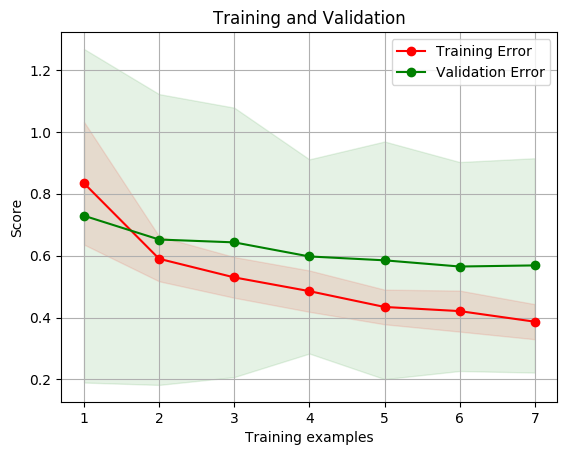 Training and Validation
Training Error
Validation Error
Score
1.2
1.0
0.8
0.6
0.4
0.2
1 2 3 4 5 6 7
Training examples